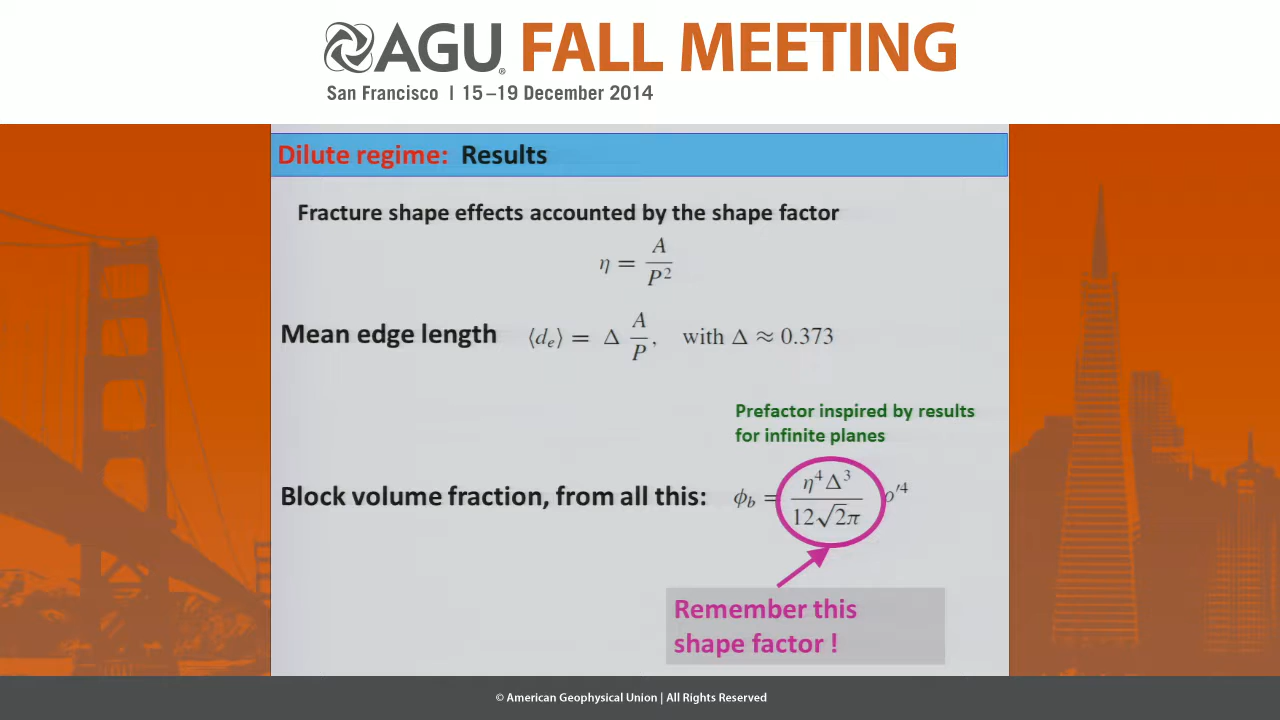 AGU FALL MEETING
San Francisco | 15–19 December 2014
Dilute regime: Results
Fracture shape effects accounted by the shape factor
η = A / P²
Mean edge length ⟨dₑ⟩ = Δ A / P, with Δ ≈ 0.373
Prefactor inspired by results
for infinite planes
Block volume fraction, from all this: ϕ_b = η⁴Δ³ / 12√2π ρ′⁴
Remember this
shape factor !
© American Geophysical Union | All Rights Reserved